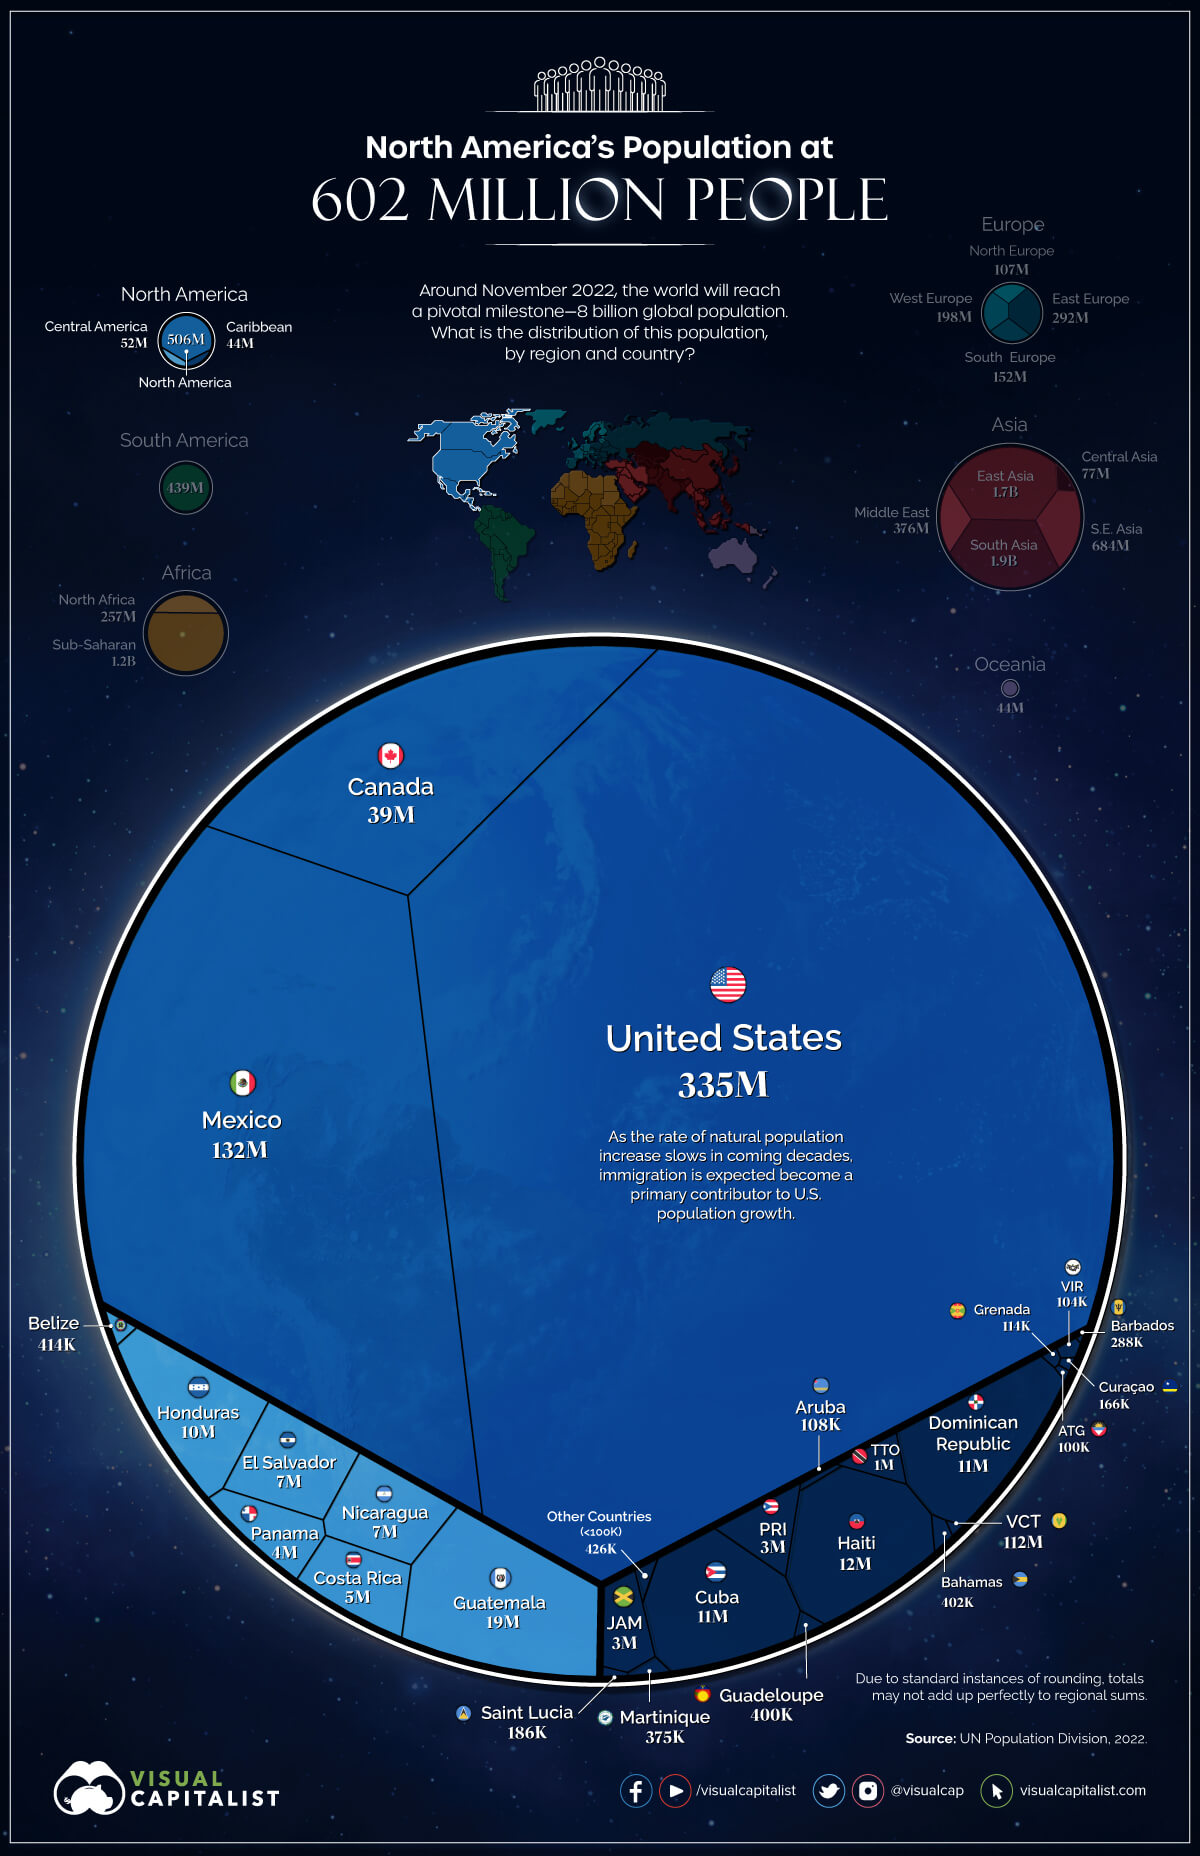 North America's Population at
602 MILLION PEOPLE
Around November 2022, the world will reach
a pivotal milestone—8 billion global population.
What is the distribution of this population,
by region and country?
North America
Central America
52M
506M
Caribbean
44M
North America
South America
439M
Africa
North Africa
257M
Sub-Saharan
1.2B
Europe
North Europe
107M
West Europe
198M
East Europe
292M
South Europe
152M
Asia
Central Asia
77M
East Asia
1.7B
Middle East
376M
S.E. Asia
684M
South Asia
1.9B
Oceania
44M
Canada
39M
United States
335M
As the rate of natural population
increase slows in coming decades,
immigration is expected become a
primary contributor to U.S.
population growth.
Mexico
132M
Belize
414K
Honduras
10M
El Salvador
7M
Nicaragua
7M
Panama
4M
Costa Rica
5M
Guatemala
19M
Other Countries
(<100K)
426K
JAM
3M
Cuba
11M
PRI
3M
Aruba
108K
TTO
1M
Haiti
12M
Dominican
Republic
11M
Grenada
114K
VIR
104K
Barbados
288K
Curaçao
166K
ATG
100K
VCT
112M
Bahamas
402K
Saint Lucia
186K
Martinique
375K
Guadeloupe
400K
Due to standard instances of rounding, totals
may not add up perfectly to regional sums.
Source: UN Population Division, 2022.
VISUAL
CAPITALIST
/visualcapitalist
@visualcap
visualcapitalist.com